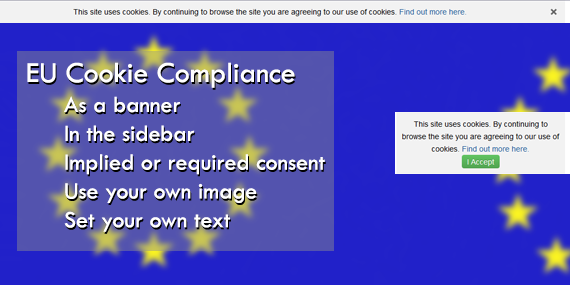 This site uses cookies. By continuing to browse the site you are agreeing to our use of cookies. Find out more here. ×
EU Cookie Compliance
As a banner
In the sidebar
Implied or required consent
Use your own image
Set your own text
This site uses cookies. By continuing to
browse the site you are agreeing to our use of
cookies. Find out more here.
I Accept